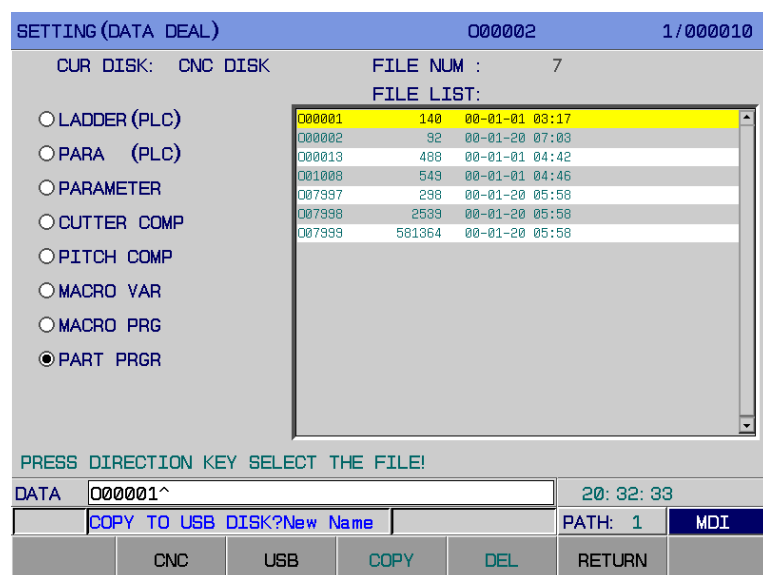 SETTING(DATA DEAL) O00002 1/000010
CUR DISK: CNC DISK FILE NUM : 7
FILE LIST:
LADDER(PLC)
PARA (PLC)
PARAMETER
CUTTER COMP
PITCH COMP
MACRO VAR
MACRO PRG
PART PRGR
O00001 140 00-01-01 03:17
O00002 92 00-01-20 07:03
O00013 488 00-01-01 04:42
O01008 549 00-01-01 04:46
O07997 298 00-01-20 05:58
O07998 2539 00-01-20 05:58
O07999 581364 00-01-20 05:58
PRESS DIRECTION KEY SELECT THE FILE!
DATA O00001^ 20:32:33
COPY TO USB DISK?New Name PATH: 1 MDI
CNC USB COPY DEL RETURN